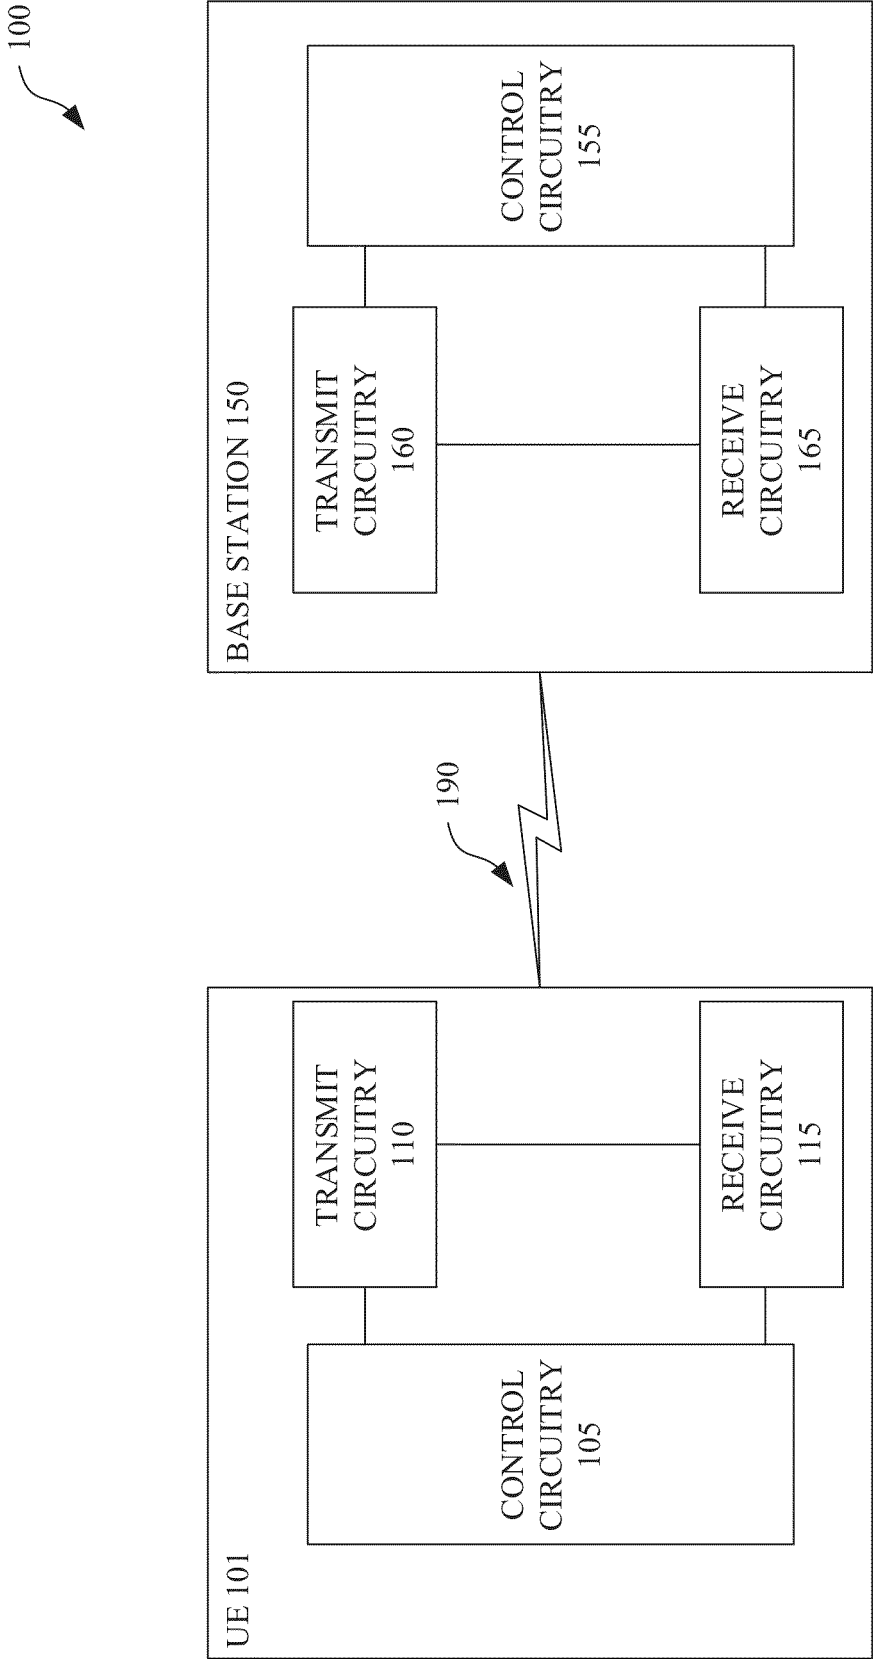 100
UE 101
CONTROL
CIRCUITRY
105
TRANSMIT
CIRCUITRY
110
RECEIVE
CIRCUITRY
115
190
BASE STATION 150
TRANSMIT
CIRCUITRY
160
RECEIVE
CIRCUITRY
165
CONTROL
CIRCUITRY
155